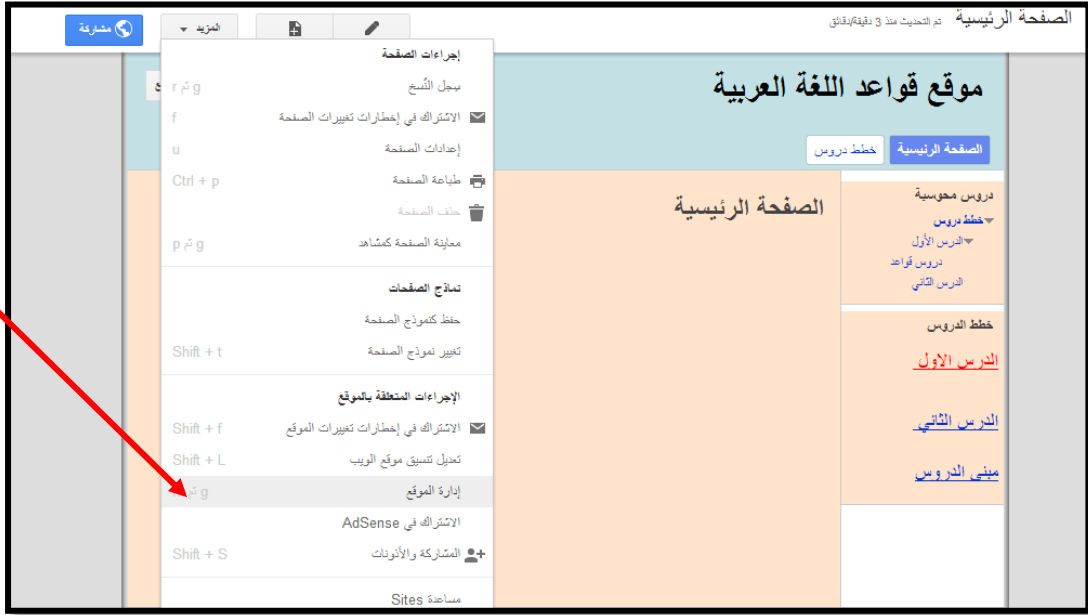 الصفحة الرئيسية تم التحديث منذ 3 دقيقة/دقائق
المزيد
مشاركة
موقع قواعد اللغة العربية
الصفحة الرئيسية
خطط دروس
دروس محوسبة
خطط دروس
الدرس الأول
دروس قواعد
الدرس الثاني
خطط الدروس
الدرس الاول
الدرس الثاني
مبنى الدروس
الصفحة الرئيسية
إجراءات الصفحة
سجل النُسخ g ثم r
الاشتراك في إخطارات تغييرات الصفحة f
إعدادات الصفحة u
طباعة الصفحة Ctrl + p
حذف الصفحة
معاينة الصفحة كمشاهد g ثم p
نماذج الصفحات
حفظ كنموذج الصفحة
تغيير نموذج الصفحة Shift + t
الإجراءات المتعلقة بالموقع
الاشتراك في إخطارات تغييرات الموقع Shift + f
تعديل تنسيق موقع الويب Shift + L
إدارة الموقع g ثم
الاشتراك في AdSense
المشاركة والأذونات Shift + S
مساعدة Sites